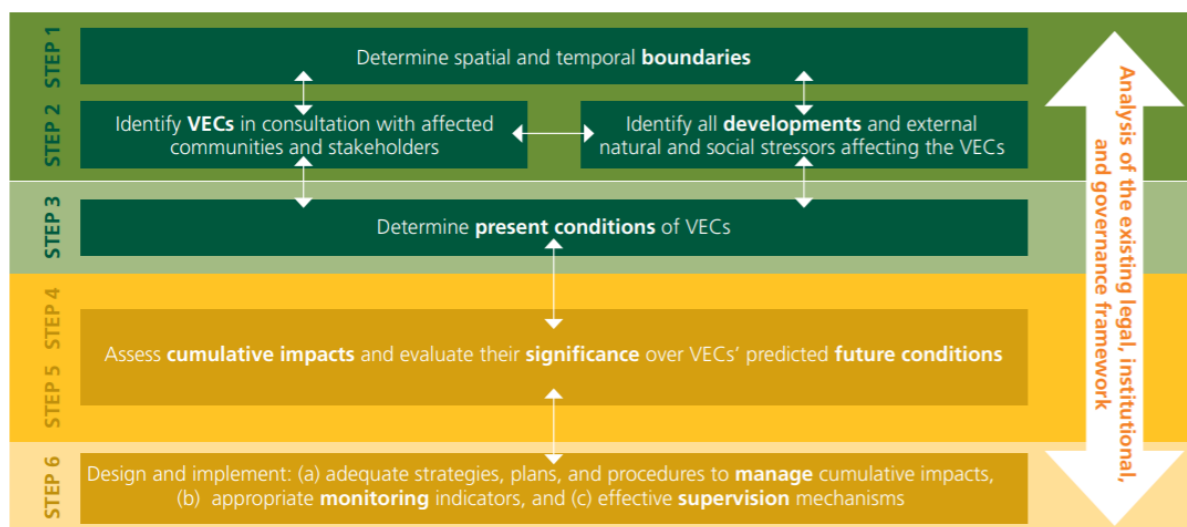 STEP 1
Determine spatial and temporal boundaries
STEP 2
Identify VECs in consultation with affected
communities and stakeholders
Identify all developments and external
natural and social stressors affecting the VECs
STEP 3
Determine present conditions of VECs
STEP 4
STEP 5
Assess cumulative impacts and evaluate their significance over VECs’ predicted future conditions
STEP 6
Design and implement: (a) adequate strategies, plans, and procedures to manage cumulative impacts,
(b) appropriate monitoring indicators, and (c) effective supervision mechanisms
Analysis of the existing legal, institutional,
and governance framework